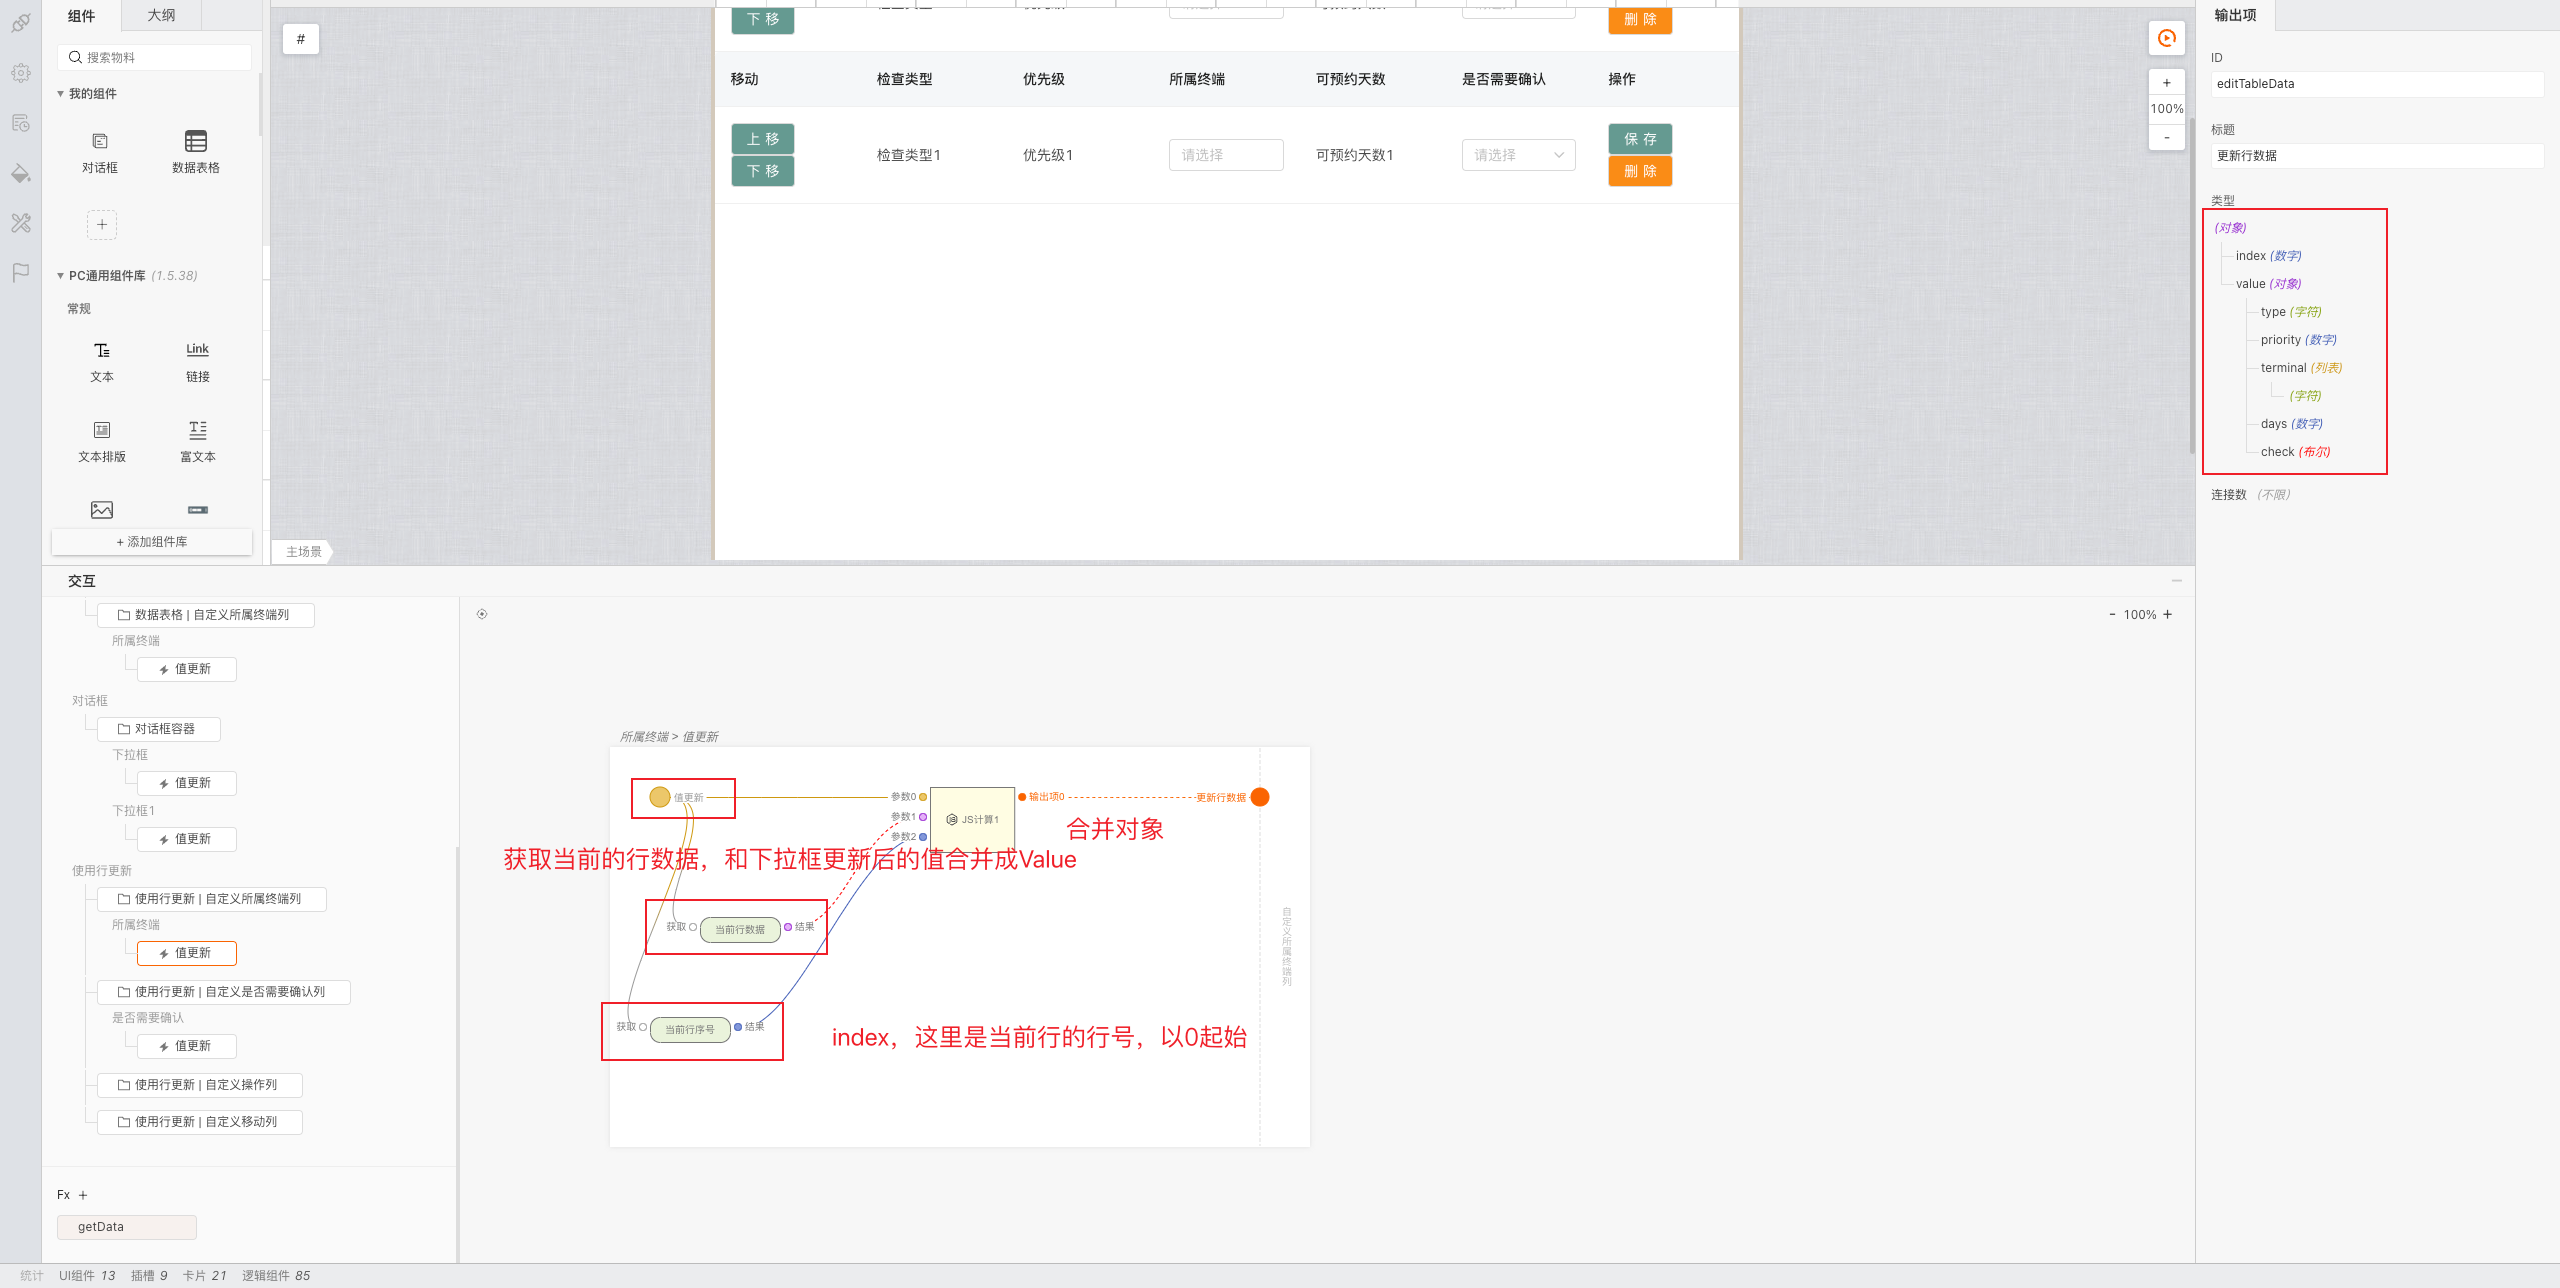 组件
大纲
搜索物料
我的组件
对话框
数据表格
PC通用组件库 (1.5.38)
常规
文本
Link
链接
文本排版
富文本
+ 添加组件库
#
下 移
删 除
移动
检查类型
优先级
所属终端
可预约天数
是否需要确认
操作
上 移
下 移
检查类型1
优先级1
请选择
可预约天数1
请选择
保 存
删 除
主场景
+
100%
-
输出项
ID
editTableData
标题
更新行数据
类型
(对象)
index (数字)
value (对象)
type (字符)
priority (数字)
terminal (列表)
(字符)
days (数字)
check (布尔)
连接数 (不限)
交互
数据表格 | 自定义所属终端列
所属终端
值更新
对话框
对话框容器
下拉框
值更新
下拉框1
值更新
使用行更新
使用行更新 | 自定义所属终端列
所属终端
值更新
使用行更新 | 自定义是否需要确认列
是否需要确认
值更新
使用行更新 | 自定义操作列
使用行更新 | 自定义移动列
Fx +
getData
- 100% +
所属终端 > 值更新
值更新
参数0
参数1
参数2
JS计算1
输出项0
更新行数据
合并对象
获取当前的行数据，和下拉框更新后的值合并成Value
获取
当前行数据
结果
获取
当前行序号
结果
index，这里是当前行的行号，以0起始
自定义所属终端列
统计 UI组件 13 插槽 9 卡片 21 逻辑组件 85